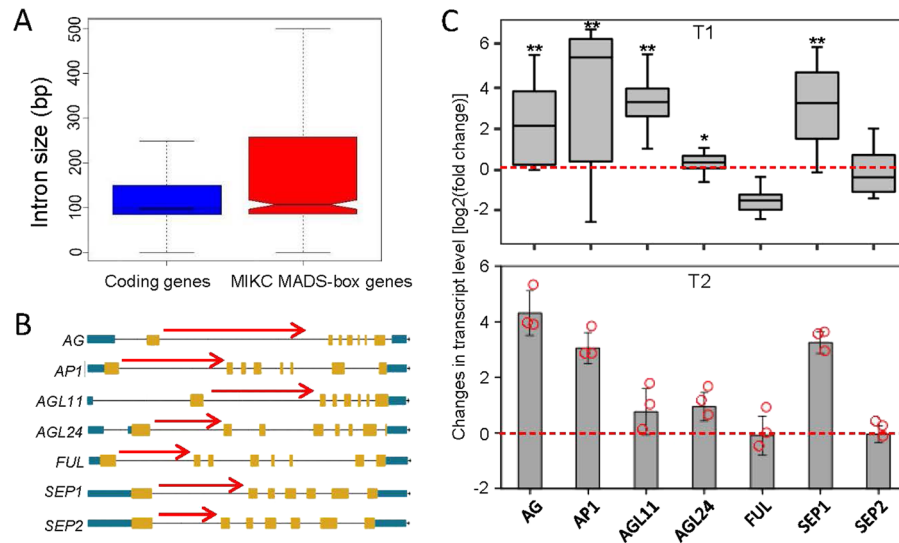 A
Intron size (bp)
500
400
300
200
100
0
Coding genes
MIKC MADS-box genes
B
AG
AP1
AGL11
AGL24
FUL
SEP1
SEP2
C
Changes in transcript level [log2(fold change)]
T1
6
4
2
0
-2
**
**
**
*
**
T2
6
4
2
0
-2
AG
AP1
AGL11
AGL24
FUL
SEP1
SEP2